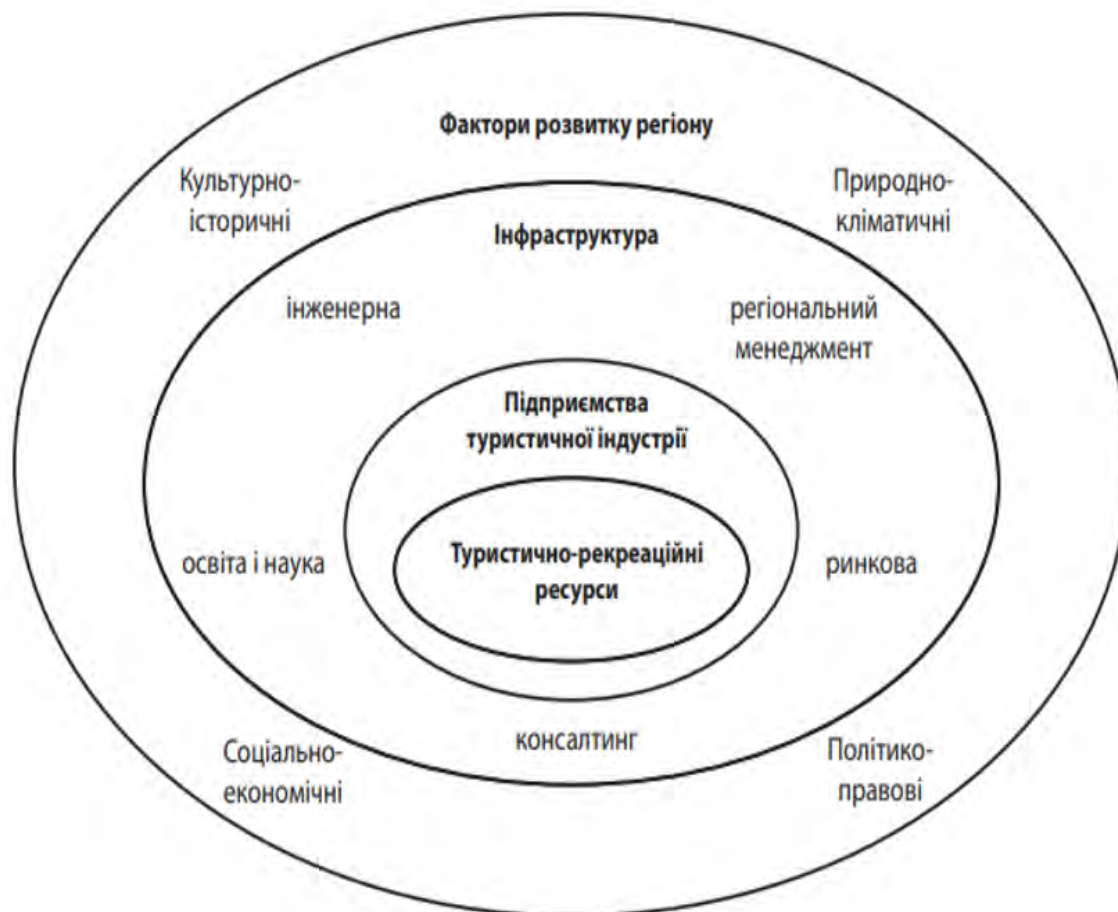 Фактори розвитку регіону
Культурно-
історичні
Природно-
кліматичні
Інфраструктура
інженерна
регіональний
менеджмент
Підприємства
туристичної індустрії
Туристично-рекреаційні
ресурси
освіта і наука
ринкова
консалтинг
Соціально-
економічні
Політико-
правові